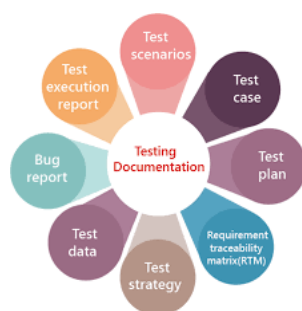 Test
scenarios
Test
case
Test
plan
Requirement
traceability
matrix(RTM)
Test
strategy
Test
data
Bug
report
Test
execution
report
Testing
Documentation